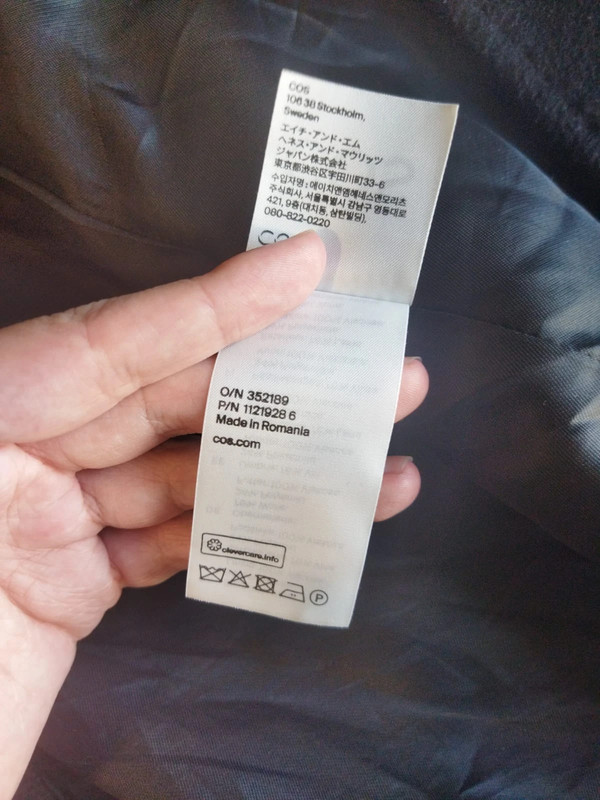 COS
106 38 Stockholm,
Sweden
エイチ・アンド・エム
ヘネス・アンド・マウリッツ
ジャパン株式会社
東京都渋谷区宇田川町33-6
수입자명 : 에이치앤엠헤네스앤모리츠
주식회사, 서울특별시 강남구 영동대로
421, 9층(대치동, 삼탄빌딩),
080-822-0220
O/N 352189
P/N 1121928 6
Made in Romania
cos.com
clevercare.info
P